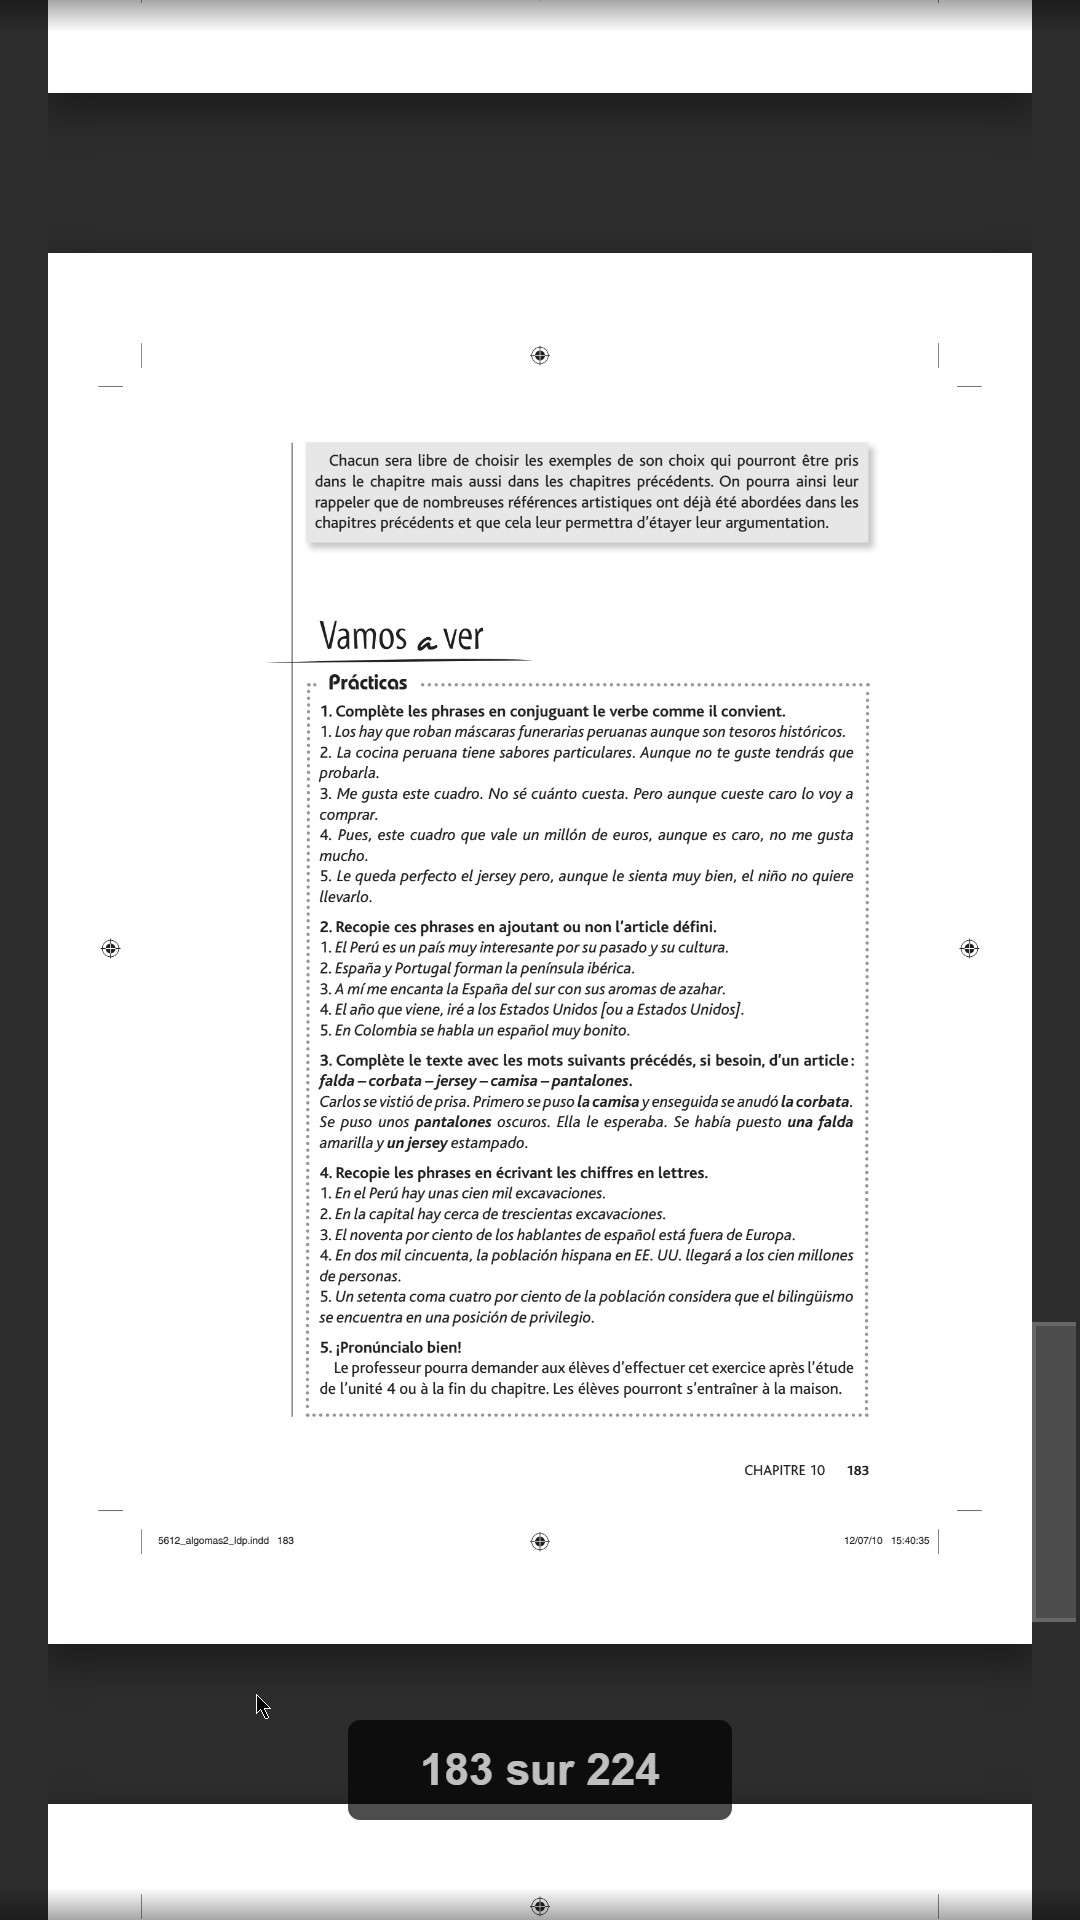 Chacun sera libre de choisir les exemples de son choix qui pourront être pris
dans le chapitre mais aussi dans les chapitres précédents. On pourra ainsi leur
rappeler que de nombreuses références artistiques ont déjà été abordées dans les
chapitres précédents et que cela leur permettra d'étayer leur argumentation.
Vamos a ver
Prácticas
1. Complète les phrases en conjuguant le verbe comme il convient.
1. Los hay que roban máscaras funerarias peruanas aunque son tesoros históricos.
2. La cocina peruana tiene sabores particulares. Aunque no te guste tendrás que
probarla.
3. Me gusta este cuadro. No sé cuánto cuesta. Pero aunque cueste caro lo voy a
comprar.
4. Pues, este cuadro que vale un millón de euros, aunque es caro, no me gusta
mucho.
5. Le queda perfecto el jersey pero, aunque le sienta muy bien, el niño no quiere
llevarlo.
2. Recopie ces phrases en ajoutant ou non l'article défini.
1. El Perú es un país muy interesante por su pasado y su cultura.
2. España y Portugal forman la península ibérica.
3. A mí me encanta la España del sur con sus aromas de azahar.
4. El año que viene, iré a los Estados Unidos [ou a Estados Unidos].
5. En Colombia se habla un español muy bonito.
3. Complète le texte avec les mots suivants précédés, si besoin, d'un article :
falda – corbata – jersey – camisa – pantalones.
Carlos se vistió de prisa. Primero se puso la camisa y enseguida se anudó la corbata.
Se puso unos pantalones oscuros. Ella le esperaba. Se había puesto una falda
amarilla y un jersey estampado.
4. Recopie les phrases en écrivant les chiffres en lettres.
1. En el Perú hay unas cien mil excavaciones.
2. En la capital hay cerca de trescientas excavaciones.
3. El noventa por ciento de los hablantes de español está fuera de Europa.
4. En dos mil cincuenta, la población hispana en EE. UU. llegará a los cien millones
de personas.
5. Un setenta coma cuatro por ciento de la población considera que el bilingüismo
se encuentra en una posición de privilegio.
5. ¡Pronúncialo bien!
Le professeur pourra demander aux élèves d'effectuer cet exercice après l'étude
de l'unité 4 ou à la fin du chapitre. Les élèves pourront s'entraîner à la maison.
CHAPITRE 10 183
5612_algomas2_ldp.indd 183
12/07/10 15:40:35
183 sur 224